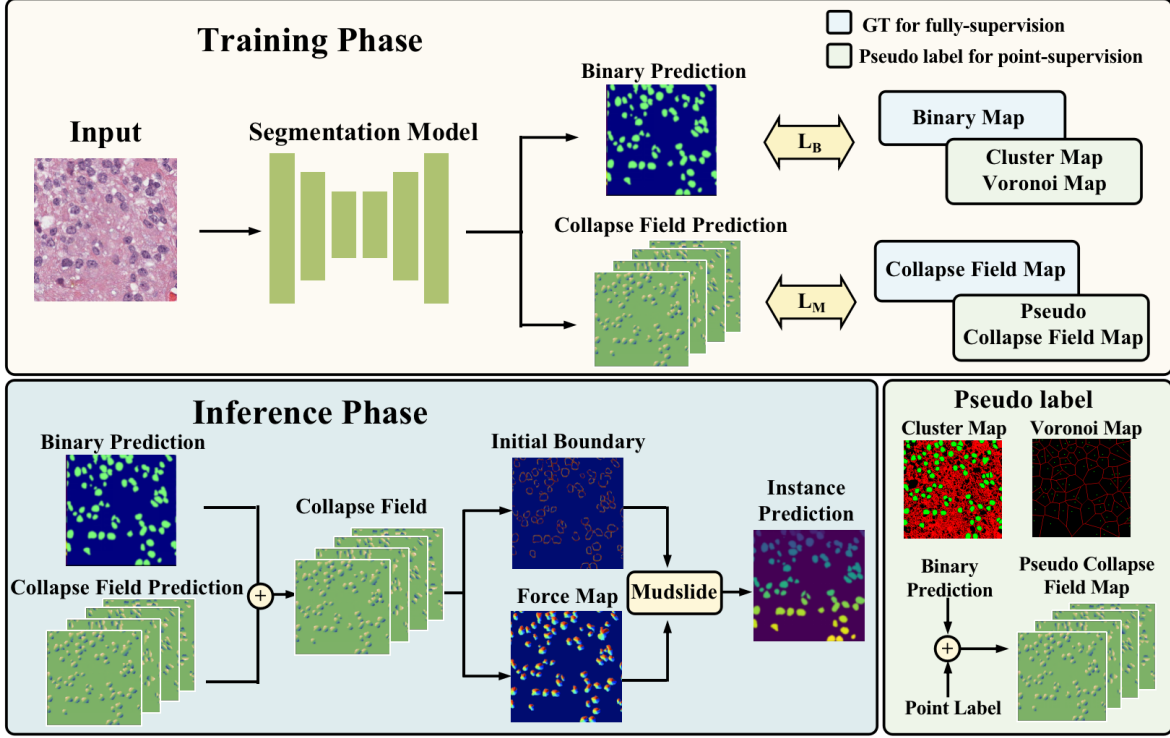 Training Phase
GT for fully-supervision
Pseudo label for point-supervision
Input
Segmentation Model
Binary Prediction
L_B
Binary Map
Cluster Map
Voronoi Map
Collapse Field Prediction
L_M
Collapse Field Map
Pseudo
Collapse Field Map
Inference Phase
Binary Prediction
Collapse Field Prediction
+
Collapse Field
Initial Boundary
Force Map
Mudslide
Instance
Prediction
Pseudo label
Cluster Map
Voronoi Map
Binary
Prediction
+
Point Label
Pseudo Collapse
Field Map